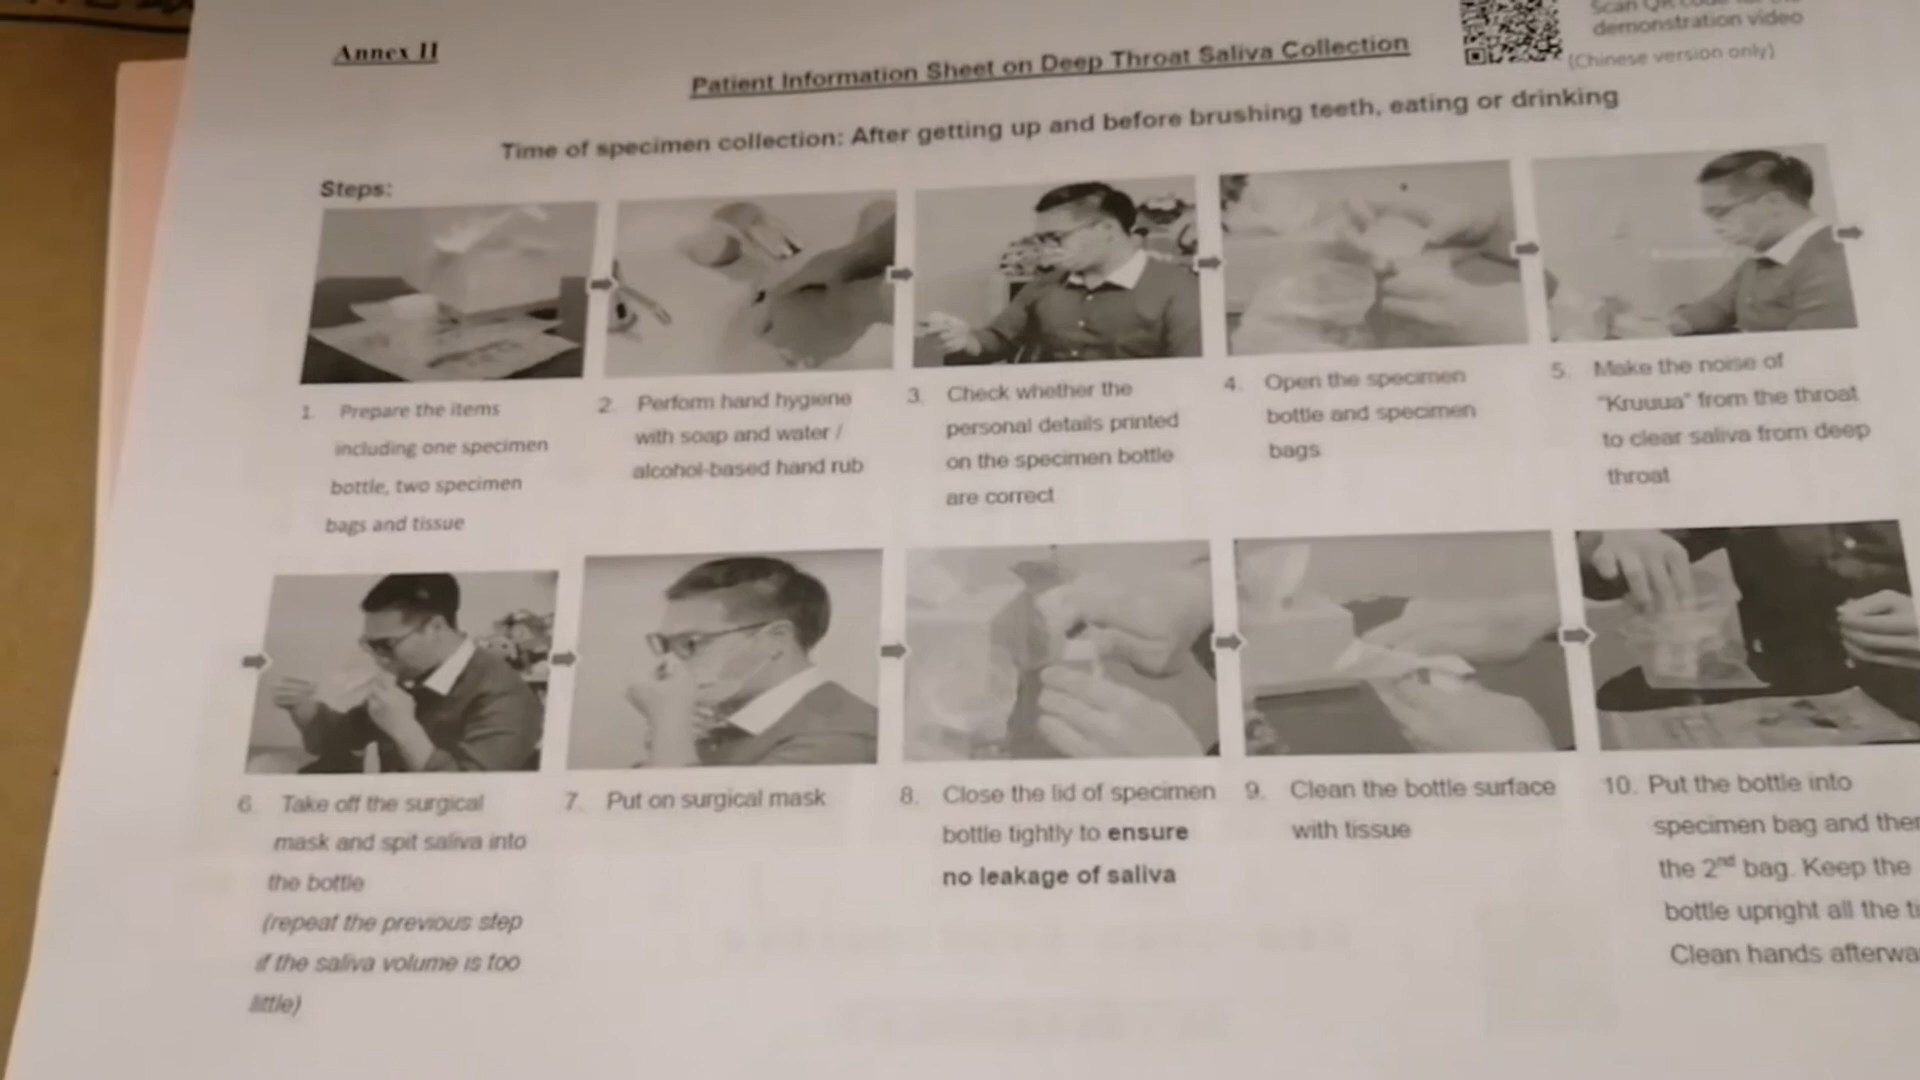 Annex II
Scan QR code for
demonstration video
(Chinese version only)
Patient Information Sheet on Deep Throat Saliva Collection
Time of specimen collection: After getting up and before brushing teeth, eating or drinking
Steps:
1. Prepare the items
including one specimen
bottle, two specimen
bags and tissue
2. Perform hand hygiene
with soap and water /
alcohol-based hand rub
3. Check whether the
personal details printed
on the specimen bottle
are correct
4. Open the specimen
bottle and specimen
bags
5. Make the noise of
"Kruuua" from the throat
to clear saliva from deep
throat
6. Take off the surgical
mask and spit saliva into
the bottle
(repeat the previous step
if the saliva volume is too
little)
7. Put on surgical mask
8. Close the lid of specimen
bottle tightly to ensure
no leakage of saliva
9. Clean the bottle surface
with tissue
10. Put the bottle into
specimen bag and then
the 2nd bag. Keep the
bottle upright all the
Clean hands